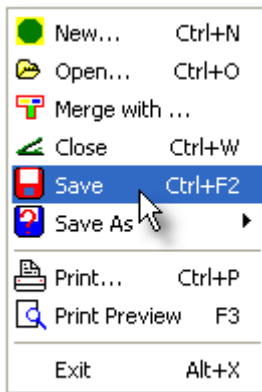 New... Ctrl+N
Open... Ctrl+O
Merge with ...
Close Ctrl+W
Save Ctrl+F2
Save As
Print... Ctrl+P
Print Preview F3
Exit Alt+X